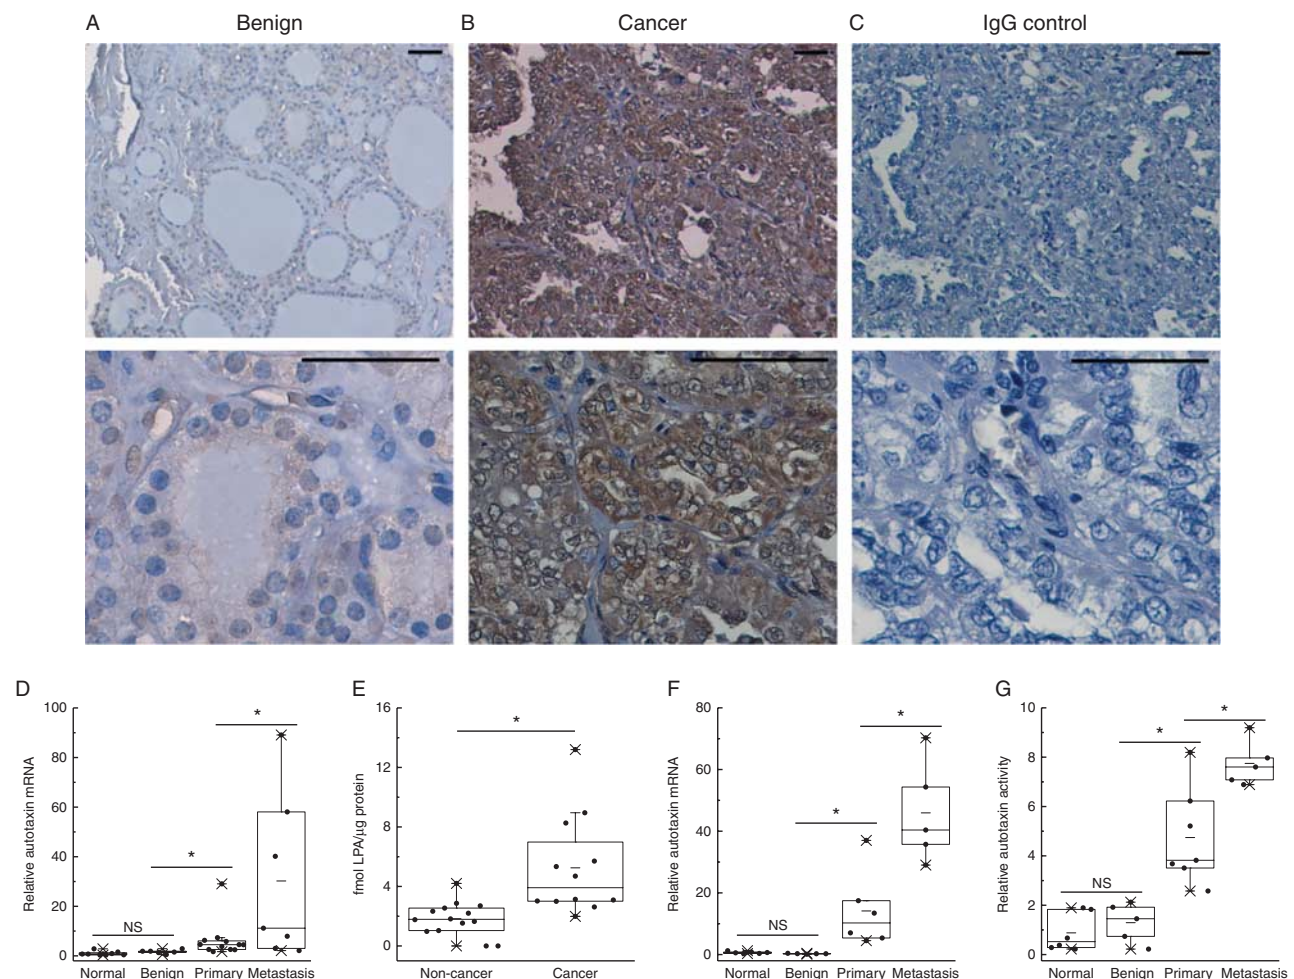 A Benign B Cancer C IgG control
D E F G
Relative autotaxin mRNA
100
80
60
40
20
0
NS
*
*
Normal Benign Primary Metastasis
fmol LPA/μg protein
16
12
8
4
0
*
Non-cancer Cancer
Relative autotaxin mRNA
80
60
40
20
0
NS
*
*
Normal Benign Primary Metastasis
Relative autotaxin activity
10
8
6
4
2
0
NS
*
*
Normal Benign Primary Metastasis